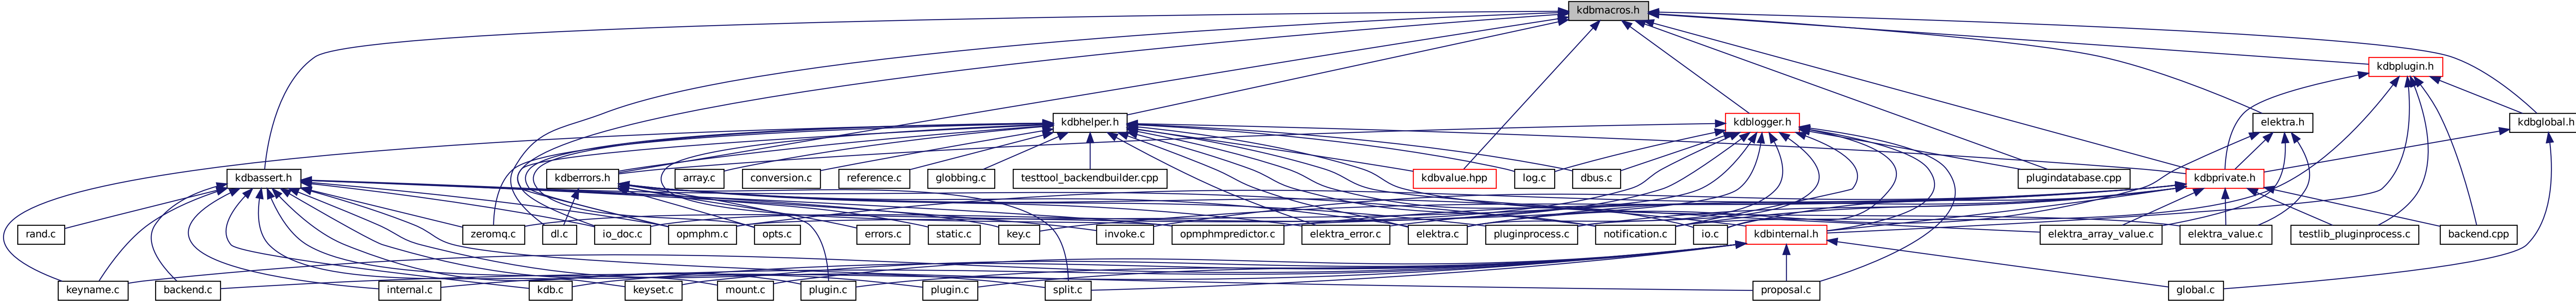 kdbmacros.h
kdbplugin.h
kdbhelper.h
kdblogger.h
elektra.h
kdbglobal.h
kdbassert.h
kdberrors.h
array.c
conversion.c
reference.c
globbing.c
testtool_backendbuilder.cpp
kdbvalue.hpp
log.c
dbus.c
plugindatabase.cpp
kdbprivate.h
rand.c
zeromq.c
dl.c
io_doc.c
opmphm.c
opts.c
errors.c
static.c
key.c
invoke.c
opmphmpredictor.c
elektra_error.c
elektra.c
pluginprocess.c
notification.c
io.c
kdbinternal.h
elektra_array_value.c
elektra_value.c
testlib_pluginprocess.c
backend.cpp
keyname.c
backend.c
internal.c
kdb.c
keyset.c
mount.c
plugin.c
plugin.c
split.c
proposal.c
global.c